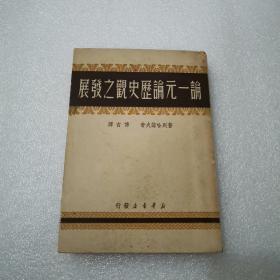 論一元論歷史觀之發展
普列哈諾夫著 博古譯
新華書店發行